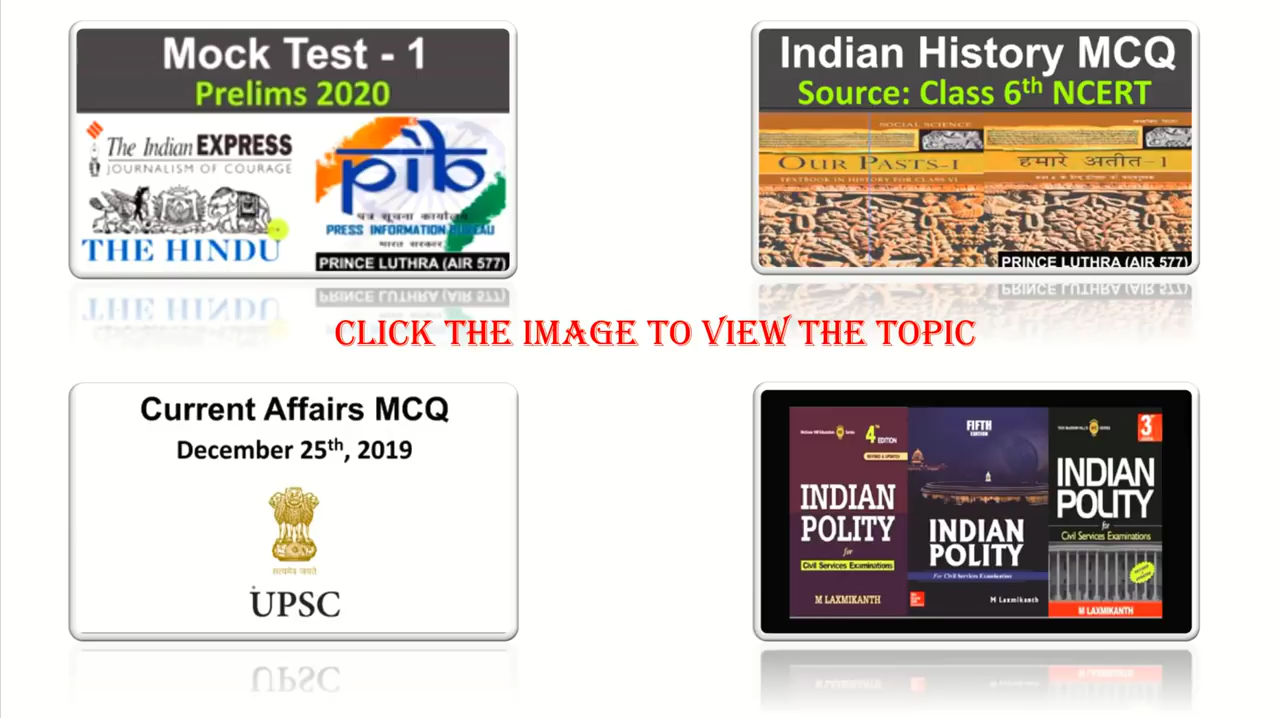 Mock Test - 1
Prelims 2020
The Indian EXPRESS
JOURNALISM OF COURAGE
THE HINDU
pib
पत्र सूचना कार्यालय
PRESS INFORMATION BUREAU
भारत सरकार
PRINCE LUTHRA (AIR 577)
Indian History MCQ
Source: Class 6th NCERT
SOCIAL SCIENCE
OUR PASTS-I
TEXTBOOK IN HISTORY FOR CLASS VI
हमारे अतीत-1
PRINCE LUTHRA (AIR 577)
CLICK THE IMAGE TO VIEW THE TOPIC
Current Affairs MCQ
December 25th, 2019
सत्यमेव जयते
UPSC
4TH EDITION
INDIAN
POLITY
for
Civil Services Examinations
M LAXMIKANTH
FIFTH
EDITION
INDIAN
POLITY
For Civil Services Examination
M Laxmikanth
3
INDIAN
POLITY
for
Civil Services Examinations
M LAXMIKANTH